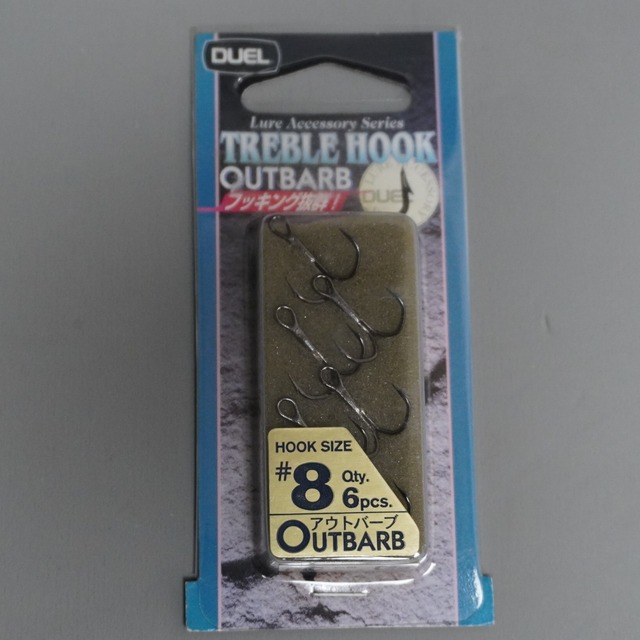 DUEL
Lure Accessory Series
TREBLE HOOK
OUTBARB
フッキング抜群!
DUEL
HOOK SIZE
#8 Qty. 6pcs.
アウトバーブ
OUTBARB